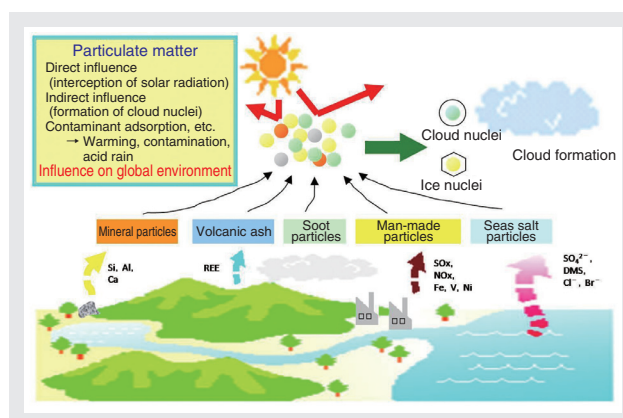 Particulate matter
Direct influence
(interception of solar radiation)
Indirect influence
(formation of cloud nuclei)
Contaminant adsorption, etc.
→ Warming, contamination,
acid rain
Influence on global environment
Cloud nuclei
Ice nuclei
Cloud formation
Mineral particles
Volcanic ash
Soot
particles
Man-made
particles
Seas salt
particles
Si, Al,
Ca
REE
SOx,
NOx,
Fe, V, Ni
SO₄²⁻,
DMS,
Cl⁻, Br⁻